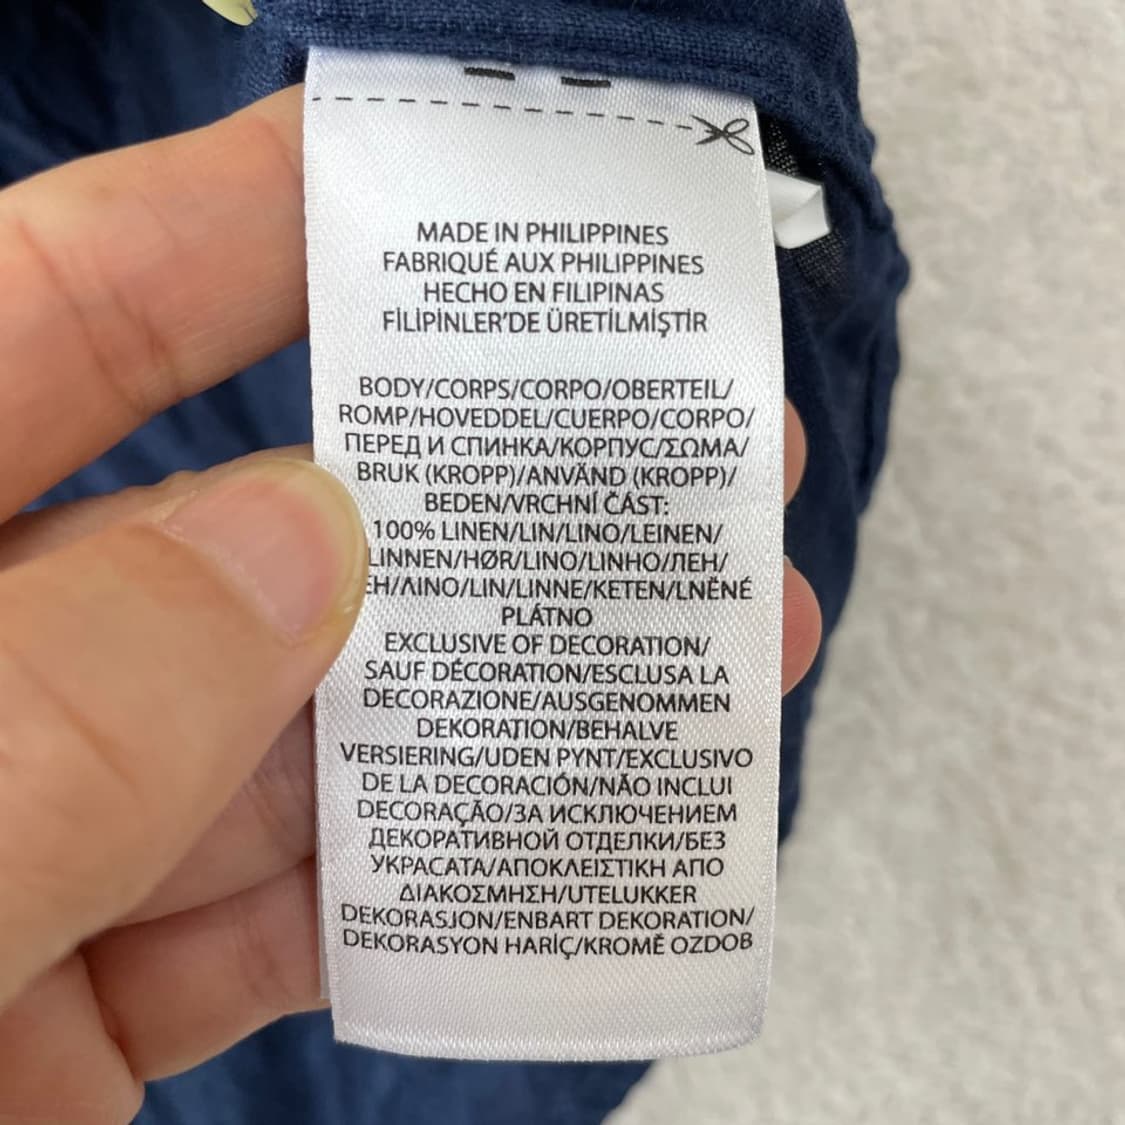 MADE IN PHILIPPINES
FABRIQUÉ AUX PHILIPPINES
HECHO EN FILIPINAS
FİLİPİNLER'DE ÜRETİLMİŞTİR
BODY/CORPS/CORPO/OBERTEIL/
ROMP/HOVEDDEL/CUERPO/CORPO/
ПЕРЕД И СПИНКА/КОРПУС/ΣΩΜΑ/
BRUK (KROPP)/ANVÄND (KROPP)/
BEDEN/VRCHNÍ ČÁST:
100% LINEN/LIN/LINO/LEINEN/
LINNEN/HØR/LINO/LINHO/ЛЕН/
/ΛΙΝΟ/LIN/LINNE/KETEN/LNĚNÉ
PLÁTNO
EXCLUSIVE OF DECORATION/
SAUF DÉCORATION/ESCLUSA LA
DECORAZIONE/AUSGENOMMEN
DEKORATION/BEHALVE
VERSIERING/UDEN PYNT/EXCLUSIVO
DE LA DECORACIÓN/NÃO INCLUI
DECORAÇÃO/ЗА ИСКЛЮЧЕНИЕМ
ДЕКОРАТИВНОЙ ОТДЕЛКИ/БЕЗ
УКРАСАТА/ΑΠΟΚΛΕΙΣΤΙΚΗ ΑΠΟ
ΔΙΑΚΟΣΜΗΣΗ/UTELUKKER
DEKORASJON/ENBART DEKORATION/
DEKORASYON HARİÇ/KROMĚ OZDOB